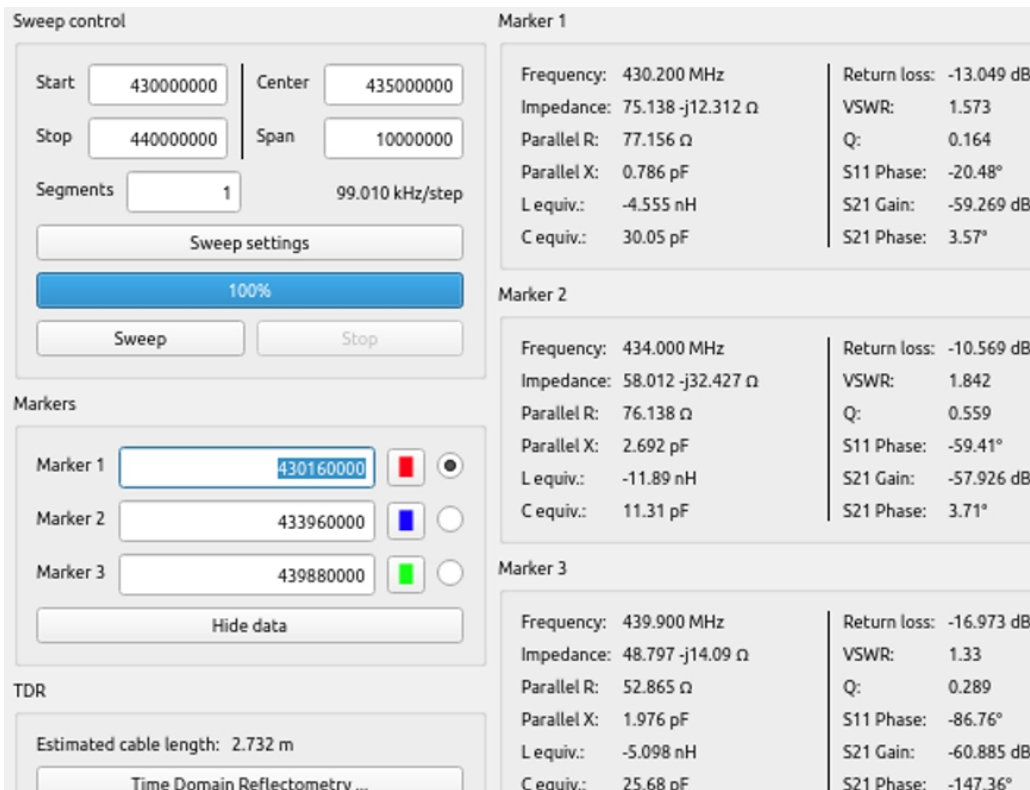 Sweep control
Start 430000000 Center 435000000
Stop 440000000 Span 10000000
Segments 1 99.010 kHz/step
Sweep settings
100%
Sweep Stop
Markers
Marker 1 430160000
Marker 2 433960000
Marker 3 439880000
Hide data
TDR
Estimated cable length: 2.732 m
Time Domain Reflectometry ...
Marker 1
Frequency: 430.200 MHz Return loss: -13.049 dB
Impedance: 75.138 -j12.312 Ω VSWR: 1.573
Parallel R: 77.156 Ω Q: 0.164
Parallel X: 0.786 pF S11 Phase: -20.48°
L equiv.: -4.555 nH S21 Gain: -59.269 dB
C equiv.: 30.05 pF S21 Phase: 3.57°
Marker 2
Frequency: 434.000 MHz Return loss: -10.569 dB
Impedance: 58.012 -j32.427 Ω VSWR: 1.842
Parallel R: 76.138 Ω Q: 0.559
Parallel X: 2.692 pF S11 Phase: -59.41°
L equiv.: -11.89 nH S21 Gain: -57.926 dB
C equiv.: 11.31 pF S21 Phase: 3.71°
Marker 3
Frequency: 439.900 MHz Return loss: -16.973 dB
Impedance: 48.797 -j14.09 Ω VSWR: 1.33
Parallel R: 52.865 Ω Q: 0.289
Parallel X: 1.976 pF S11 Phase: -86.76°
L equiv.: -5.098 nH S21 Gain: -60.885 dB
C equiv.: 25.68 pF S21 Phase: -147.36°